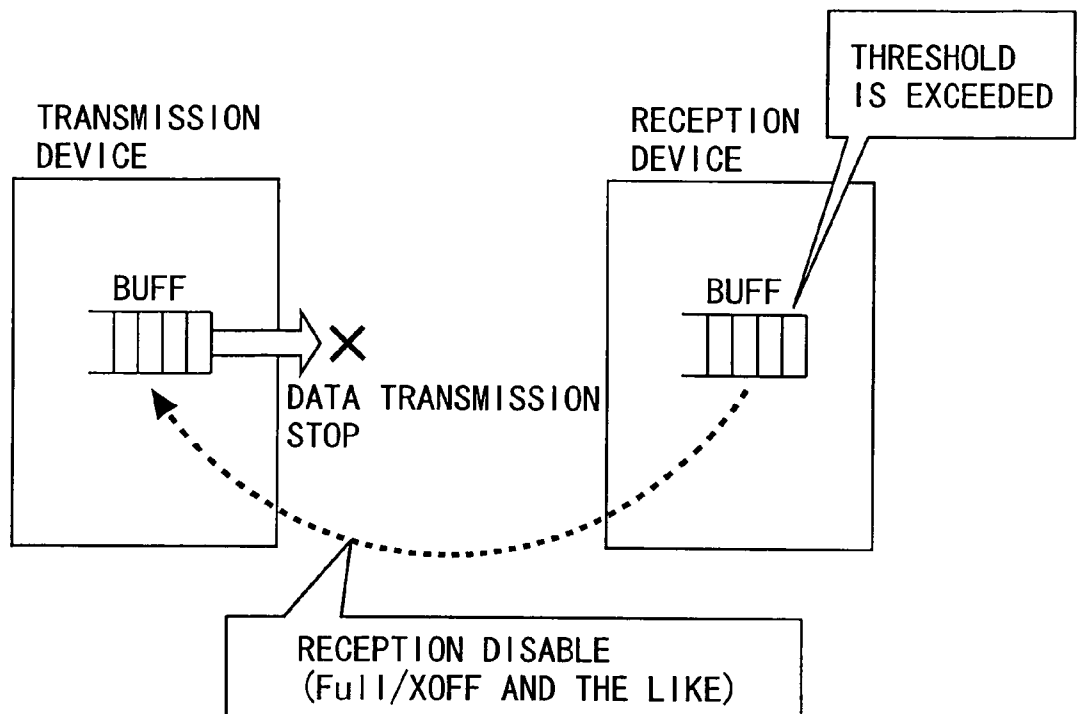 THRESHOLD
IS EXCEEDED
TRANSMISSION
DEVICE
RECEPTION
DEVICE
BUFF
BUFF
DATA TRANSMISSION
STOP
RECEPTION DISABLE
(Full/XOFF AND THE LIKE)